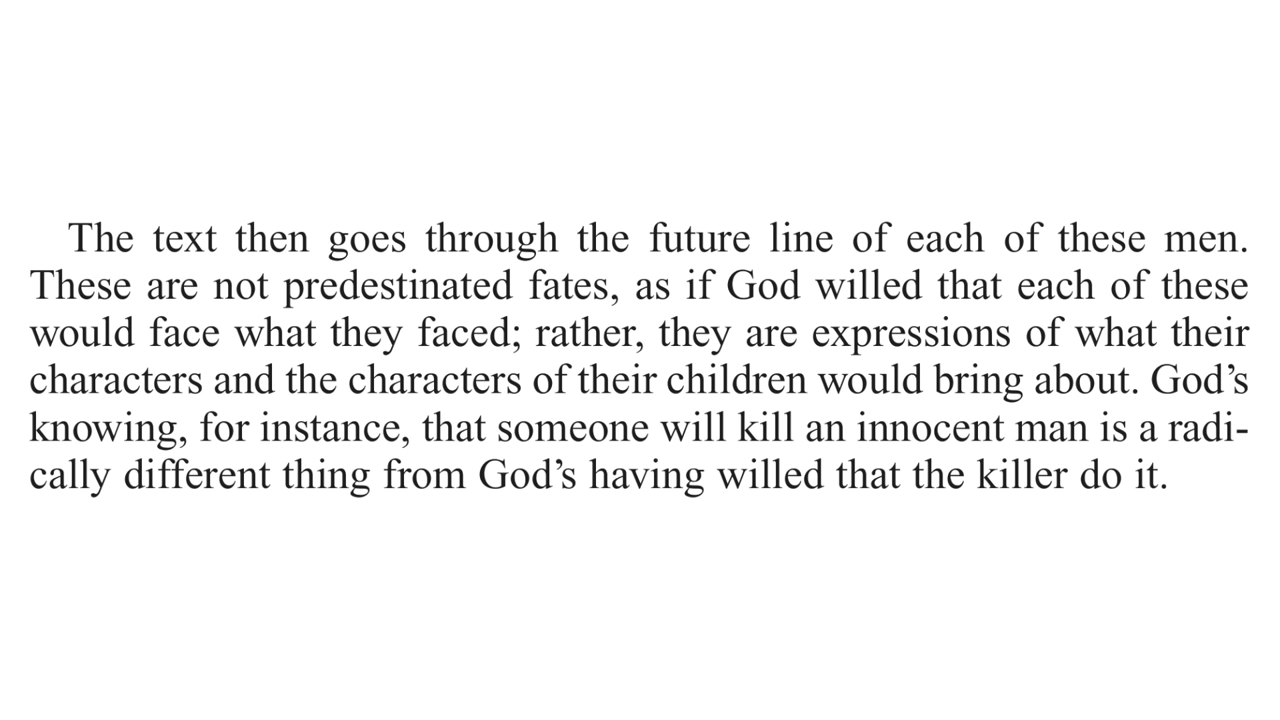 The text then goes through the future line of each of these men.
These are not predestinated fates, as if God willed that each of these
would face what they faced; rather, they are expressions of what their
characters and the characters of their children would bring about. God’s
knowing, for instance, that someone will kill an innocent man is a radi-
cally different thing from God’s having willed that the killer do it.